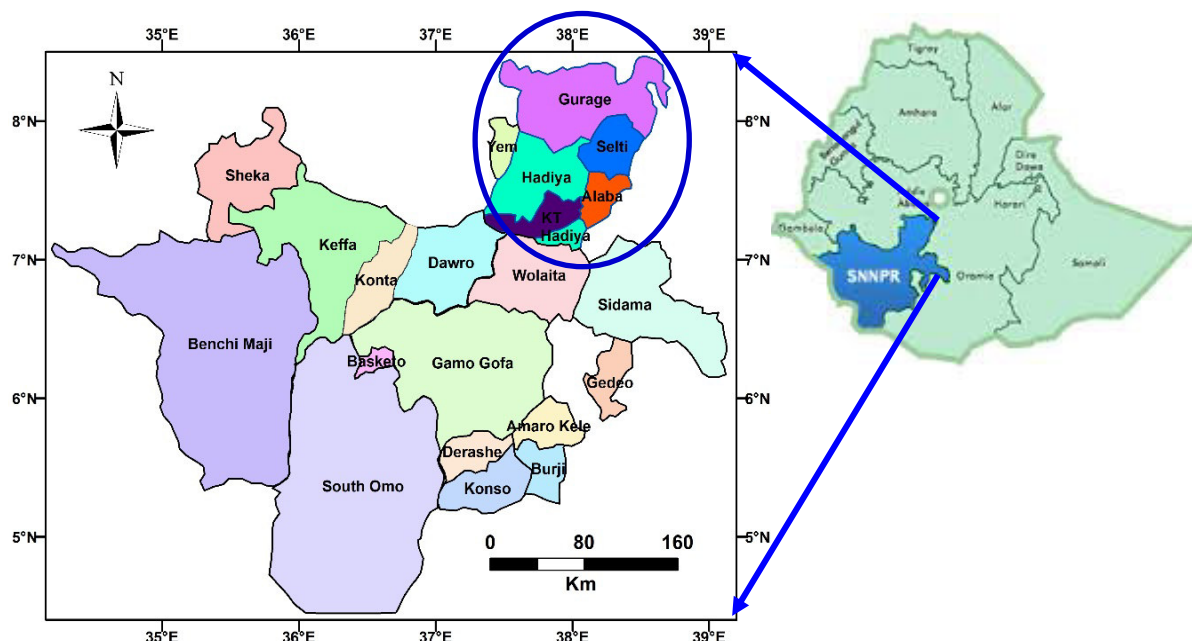 35°E 36°E 37°E 38°E 39°E
N
8°N
7°N
6°N
5°N
Gurage
Yem
Selti
Sheka
Hadiya
Alaba
KT
Hadiya
Keffa
Konta
Dawro
Wolaita
Sidama
Benchi Maji
Basketo
Gamo Gofa
Gedeo
Amaro Kele
Derashe
Burji
South Omo
Konso
0 80 160
Km
8°N
7°N
6°N
5°N
35°E 36°E 37°E 38°E 39°E
Tigray
Amhara
Afar
Dire
Dawa
Harari
Gambela
SNNPR
Oromia
Somali